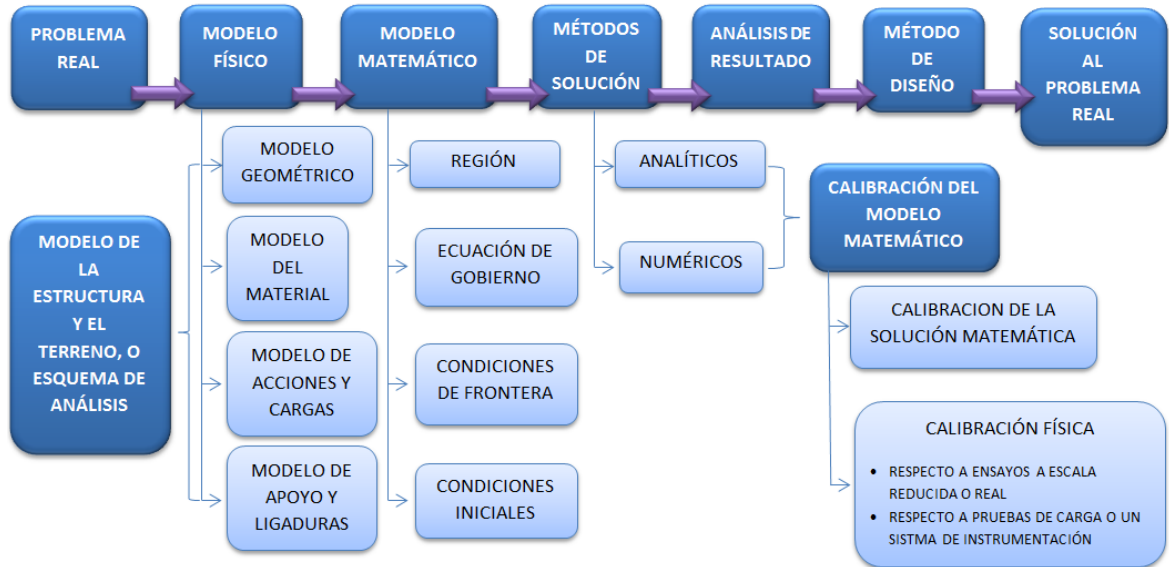 PROBLEMA
REAL
MODELO
FÍSICO
MODELO
MATEMÁTICO
MÉTODOS
DE
SOLUCIÓN
ANÁLISIS DE
RESULTADO
MÉTODO
DE
DISEÑO
SOLUCIÓN
AL
PROBLEMA
REAL
MODELO DE
LA
ESTRUCTURA
Y EL
TERRENO, O
ESQUEMA DE
ANÁLISIS
MODELO
GEOMÉTRICO
MODELO
DEL
MATERIAL
MODELO DE
ACCIONES Y
CARGAS
MODELO DE
APOYO Y
LIGADURAS
REGIÓN
ECUACIÓN DE
GOBIERNO
CONDICIONES
DE FRONTERA
CONDICIONES
INICIALES
ANALÍTICOS
NUMÉRICOS
CALIBRACIÓN DEL
MODELO
MATEMÁTICO
CALIBRACION DE LA
SOLUCIÓN MATEMÁTICA
CALIBRACIÓN FÍSICA
• RESPECTO A ENSAYOS A ESCALA
REDUCIDA O REAL
• RESPECTO A PRUEBAS DE CARGA O UN
SISTMA DE INSTRUMENTACIÓN